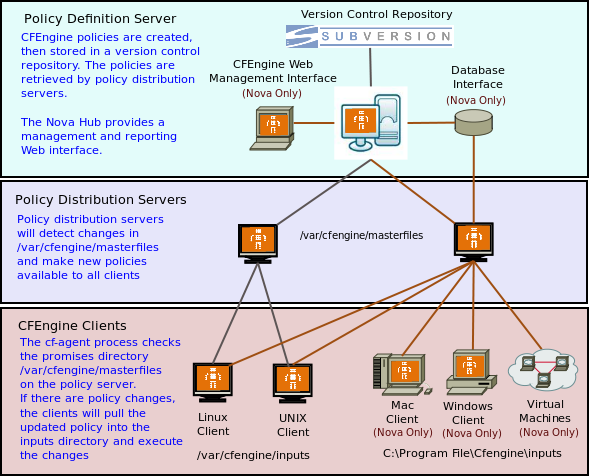 Policy Definition Server
CFEngine policies are created,
then stored in a version control
repository. The policies are
retrieved by policy distribution
servers.
The Nova Hub provides a
management and reporting
Web interface.
Version Control Repository
SUBVERSION
CFEngine Web
Management Interface
(Nova Only)
Database
Interface
(Nova Only)
Policy Distribution Servers
Policy distribution servers
will detect changes in
/var/cfengine/masterfiles
and make new policies
available to all clients
/var/cfengine/masterfiles
CFEngine Clients
The cf-agent process checks
the promises directory
/var/cfengine/masterfiles
on the policy server.
If there are policy changes,
the clients will pull the
updated policy into the
inputs directory and execute
the changes
Linux
Client
UNIX
Client
/var/cfengine/inputs
Mac
Client
(Nova Only)
Windows
Client
(Nova Only)
Virtual
Machines
(Nova Only)
C:\Program File\Cfengine\inputs